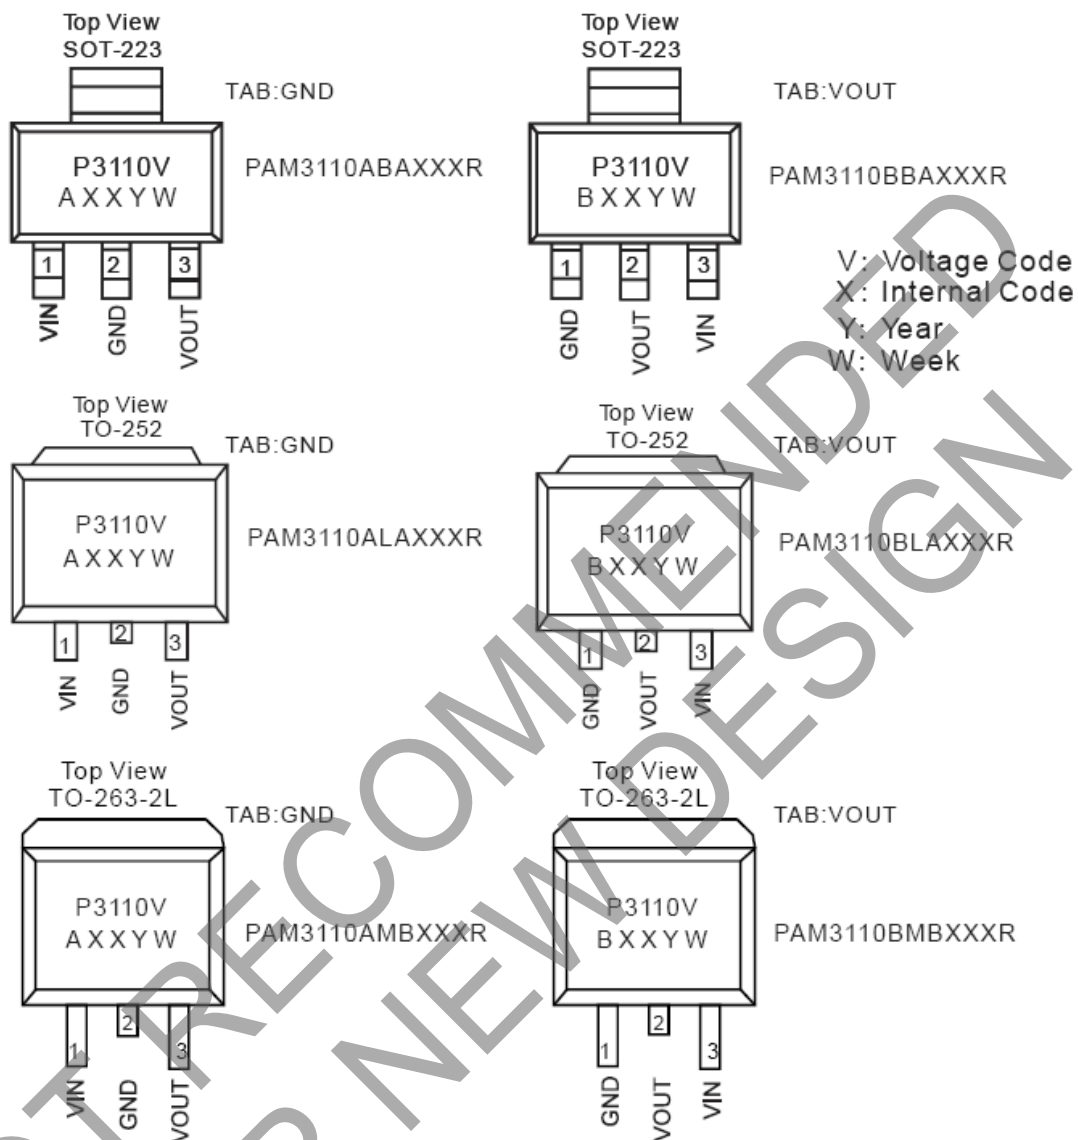 Top View
SOT-223
TAB:GND
P3110V
AXXYW
PAM3110ABAXXXR
1
2
3
VIN
GND
VOUT
Top View
SOT-223
TAB:VOUT
P3110V
BXXYW
PAM3110BBAXXXR
1
2
3
GND
VOUT
VIN
V: Voltage Code
X: Internal Code
Y: Year
W: Week
Top View
TO-252
TAB:GND
P3110V
AXXYW
PAM3110ALAXXXR
1
2
3
VIN
GND
VOUT
Top View
TO-252
TAB:VOUT
P3110V
BXXYW
PAM3110BLAXXXR
1
2
3
GND
VOUT
VIN
Top View
TO-263-2L
TAB:GND
P3110V
AXXYW
PAM3110AMBXXXR
1
2
3
VIN
GND
VOUT
Top View
TO-263-2L
TAB:VOUT
P3110V
BXXYW
PAM3110BMBXXXR
1
2
3
GND
VOUT
VIN
T RECOMMENDED
R NEW DESIGN